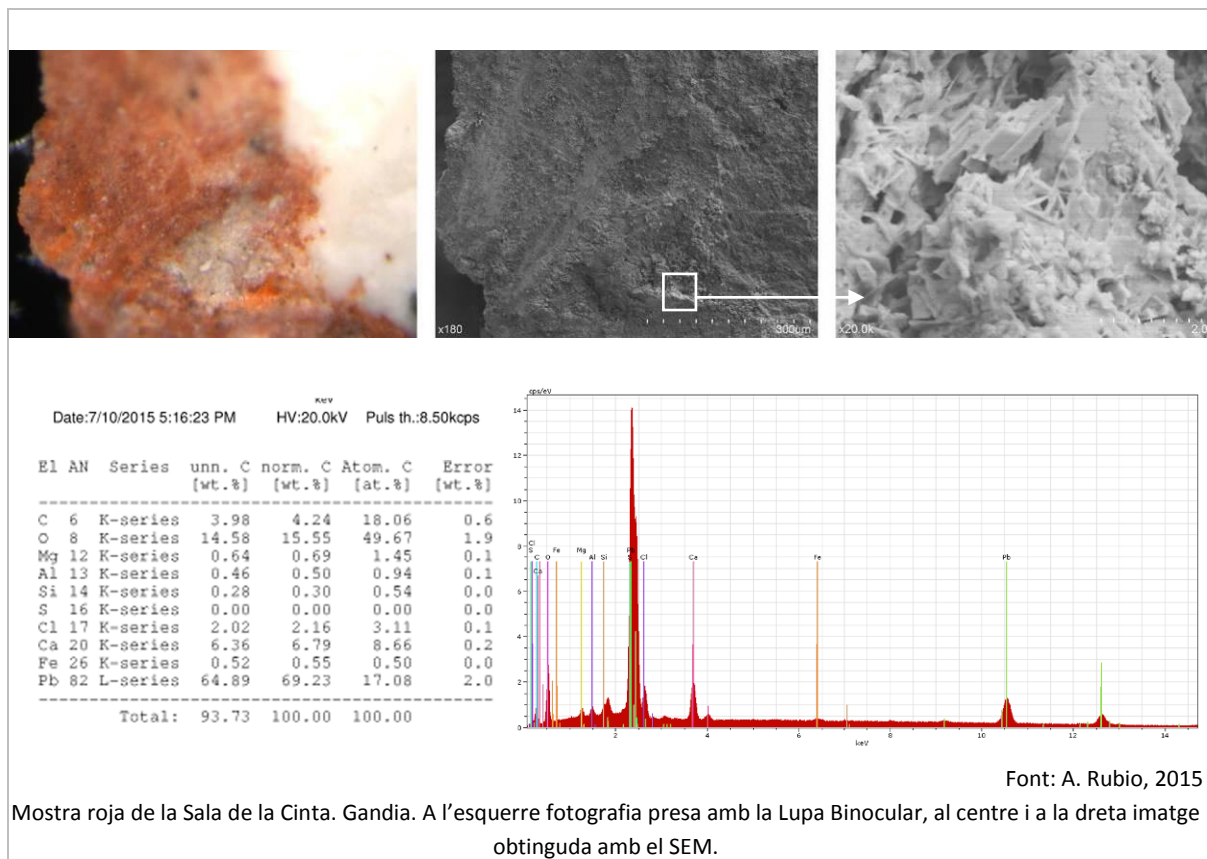 x180
300um
x20.0k
2.0
keV
Date:7/10/2015 5:16:23 PM HV:20.0kV Puls th.:8.50kcps
El AN Series unn. C norm. C Atom. C Error
[wt.%] [wt.%] [at.%] [wt.%]
C 6 K-series 3.98 4.24 18.06 0.6
O 8 K-series 14.58 15.55 49.67 1.9
Mg 12 K-series 0.64 0.69 1.45 0.1
Al 13 K-series 0.46 0.50 0.94 0.1
Si 14 K-series 0.28 0.30 0.54 0.0
S 16 K-series 0.00 0.00 0.00 0.0
Cl 17 K-series 2.02 2.16 3.11 0.1
Ca 20 K-series 6.36 6.79 8.66 0.2
Fe 26 K-series 0.52 0.55 0.50 0.0
Pb 82 L-series 64.89 69.23 17.08 2.0
Total: 93.73 100.00 100.00
cps/eV
14
12
10
8
6
4
2
0
Cl
S Fe Mg Pb
C O Al Si S Cl Ca Fe Pb
Ca
2 4 6 8 10 12 14
keV
Font: A. Rubio, 2015
Mostra roja de la Sala de la Cinta. Gandia. A l'esquerre fotografia presa amb la Lupa Binocular, al centre i a la dreta imatge
obtinguda amb el SEM.